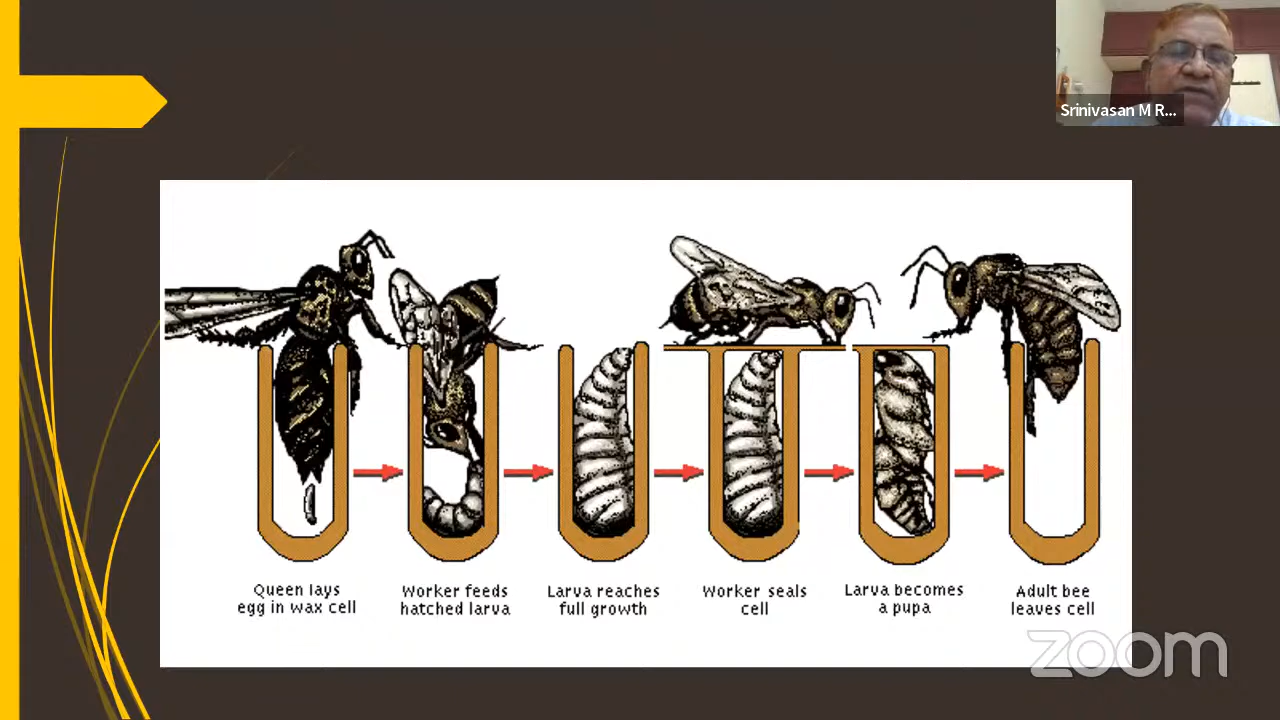 Srinivasan M R...
Queen lays
egg in wax cell
Worker feeds
hatched larva
Larva reaches
full growth
Worker seals
cell
Larva becomes
a pupa
Adult bee
leaves cell
zoom